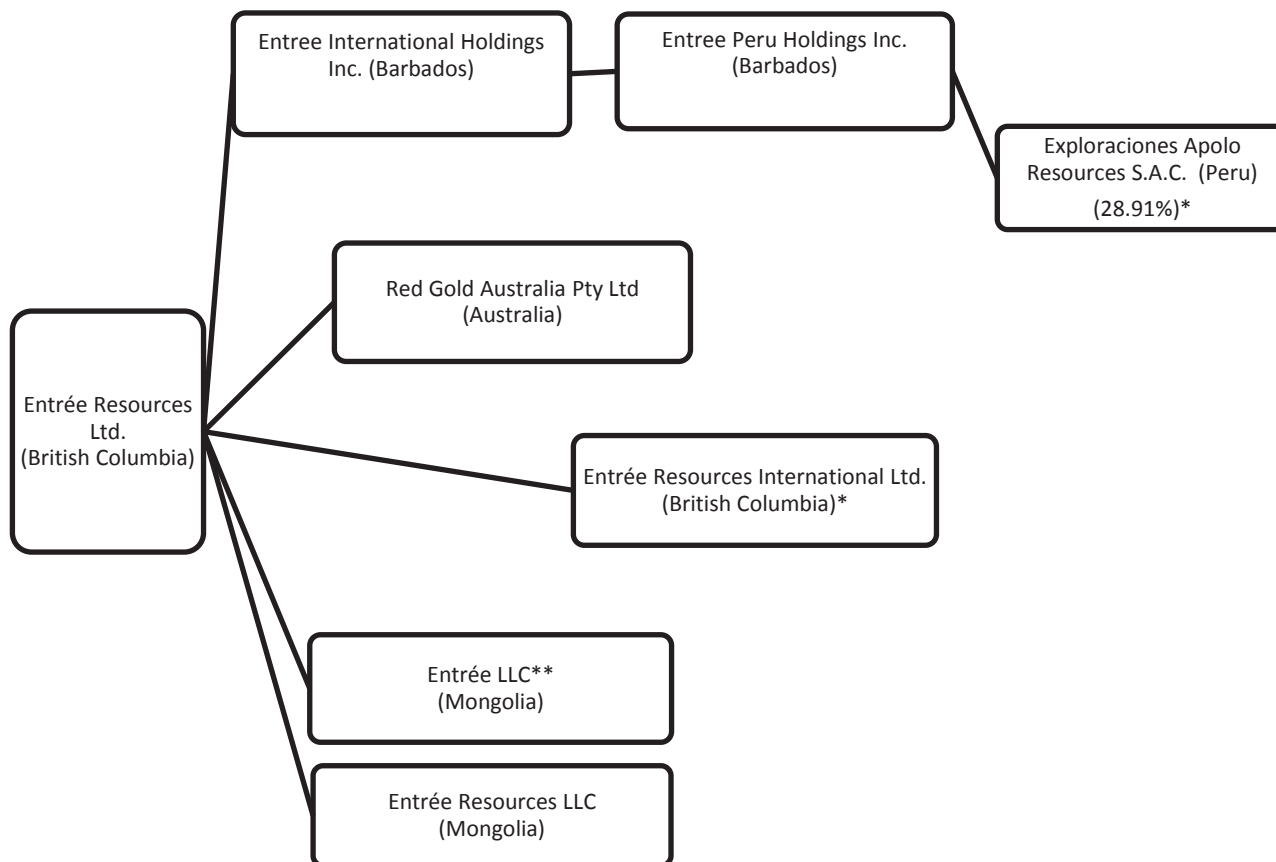 Entree International Holdings
Inc. (Barbados)
Entree Peru Holdings Inc.
(Barbados)
Exploraciones Apolo
Resources S.A.C. (Peru)
(28.91%)*
Red Gold Australia Pty Ltd
(Australia)
Entrée Resources
Ltd.
(British Columbia)
Entrée Resources International Ltd.
(British Columbia)*
Entrée LLC**
(Mongolia)
Entrée Resources LLC
(Mongolia)